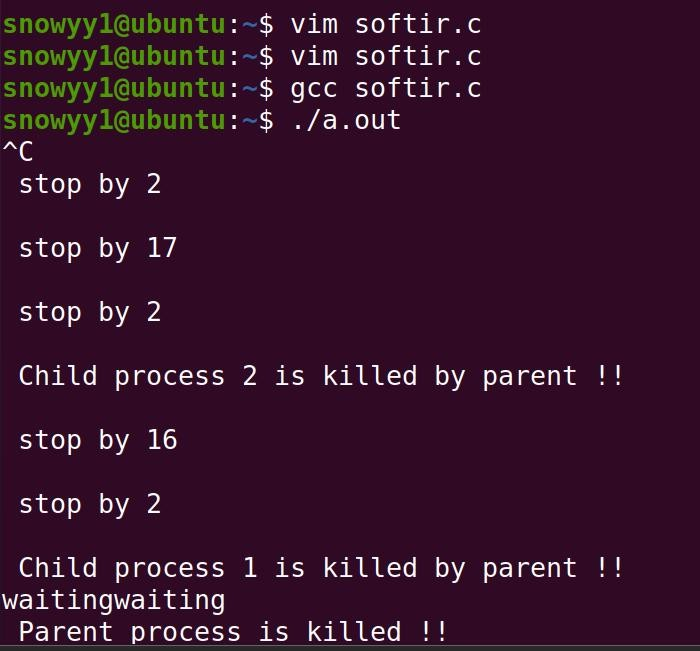 snowyy1@ubuntu:~$ vim softir.c
snowyy1@ubuntu:~$ vim softir.c
snowyy1@ubuntu:~$ gcc softir.c
snowyy1@ubuntu:~$ ./a.out
^C
stop by 2
stop by 17
stop by 2
Child process 2 is killed by parent !!
stop by 16
stop by 2
Child process 1 is killed by parent !!
waitingwaiting
Parent process is killed !!